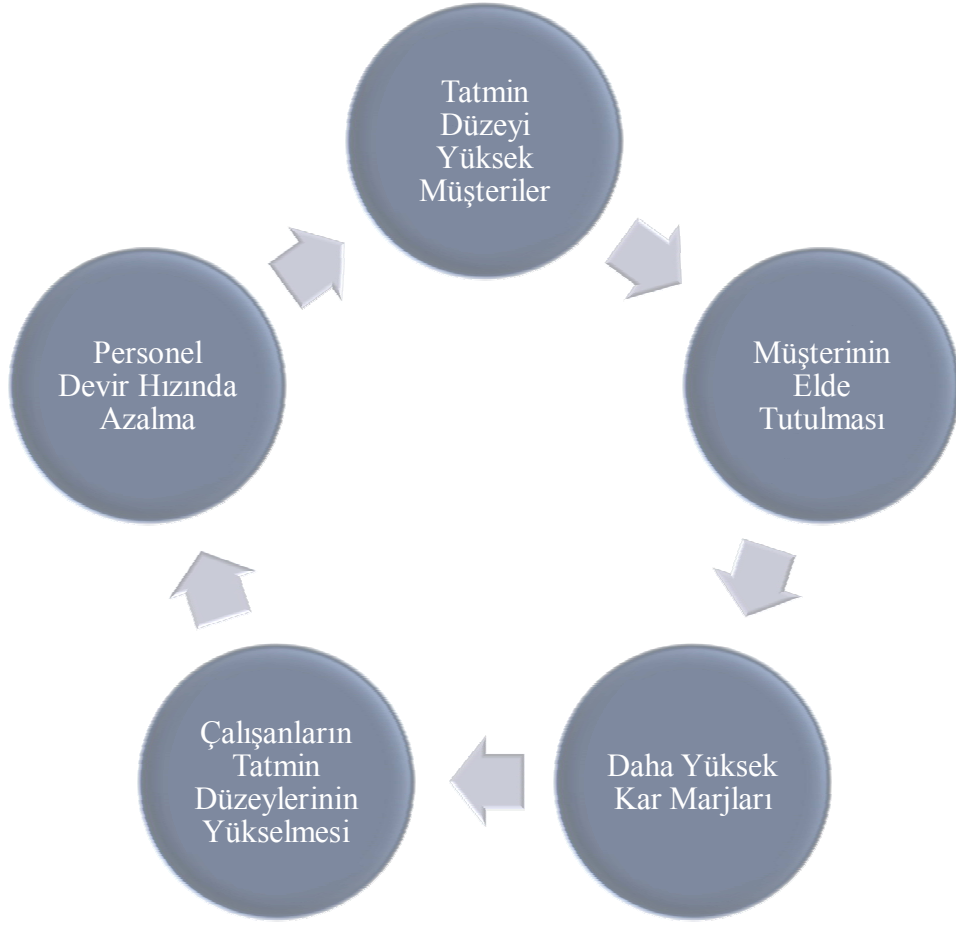 Tatmin
Düzeyi
Yüksek
Müşteriler
Müşterinin
Elde
Tutulması
Daha Yüksek
Kar Marjları
Çalışanların
Tatmin
Düzeylerinin
Yükselmesi
Personel
Devir Hızında
Azalma